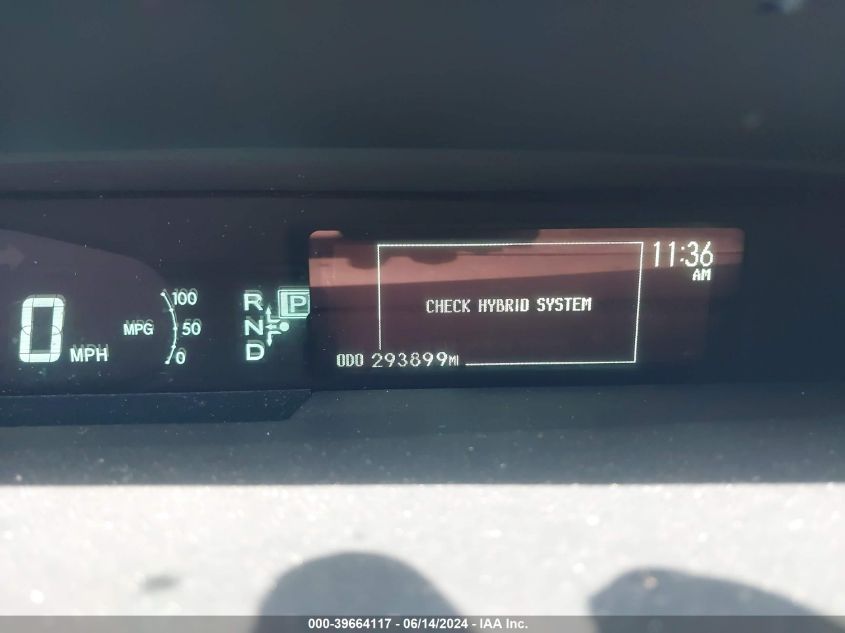 11:36
AM
100
R P
CHECK HYBRID SYSTEM
0 MPH
MPG 50
N
D
0
ODO 293899MI
000-39664117 - 06/14/2024 - IAA Inc.